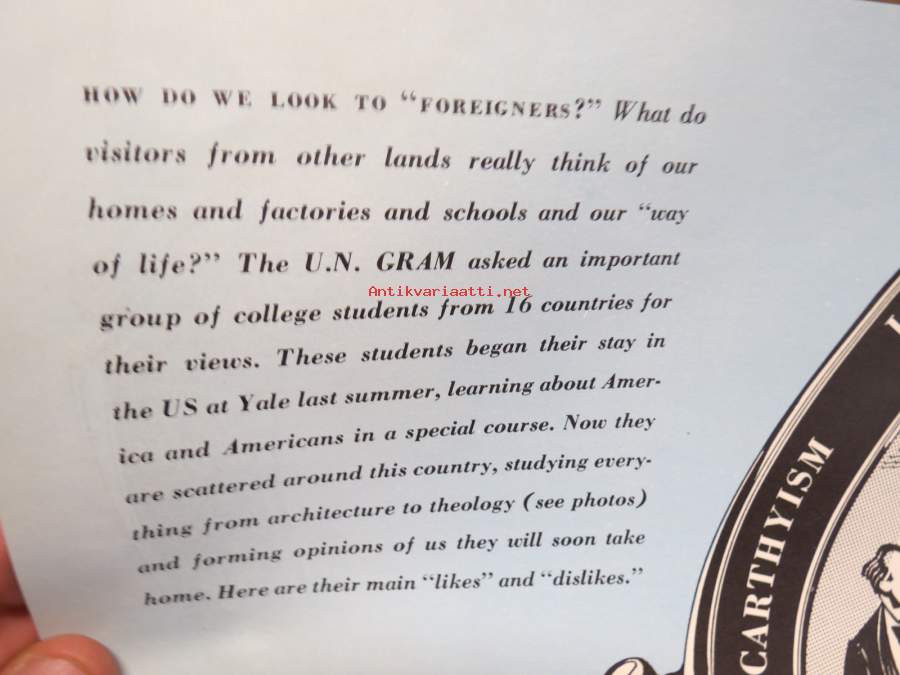 HOW DO WE LOOK TO “FOREIGNERS?” What do
visitors from other lands really think of our
homes and factories and schools and our “way
of life?” The U.N. GRAM asked an important
Antikvariaatti.net
group of college students from 16 countries for
their views. These students began their stay in
the US at Yale last summer, learning about Amer-
ica and Americans in a special course. Now they
are scattered around this country, studying every-
thing from architecture to theology (see photos)
and forming opinions of us they will soon take
home. Here are their main “likes” and “dislikes.”
CARTHYISM